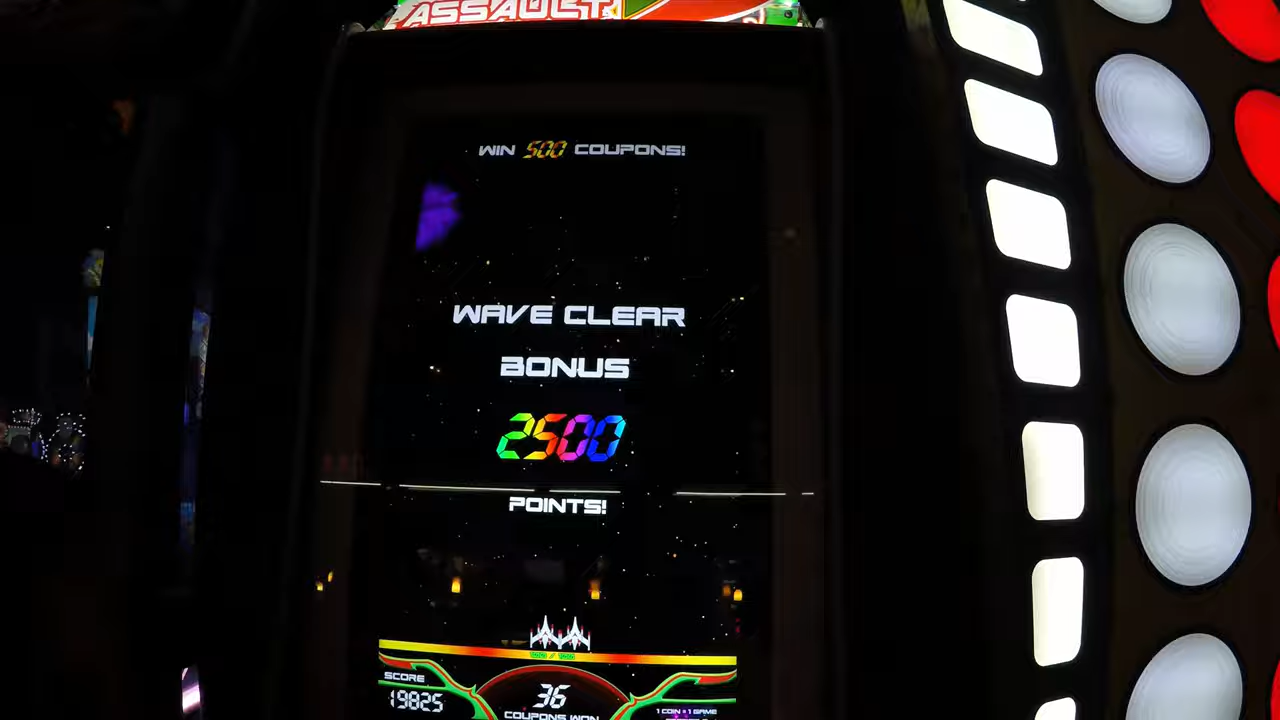 ASSAULT
WIN 500 COUPONS!
WAVE CLEAR
BONUS
2500
POINTS!
SCORE
19825
36
COUPONS WON
1 COIN = 1 GAME